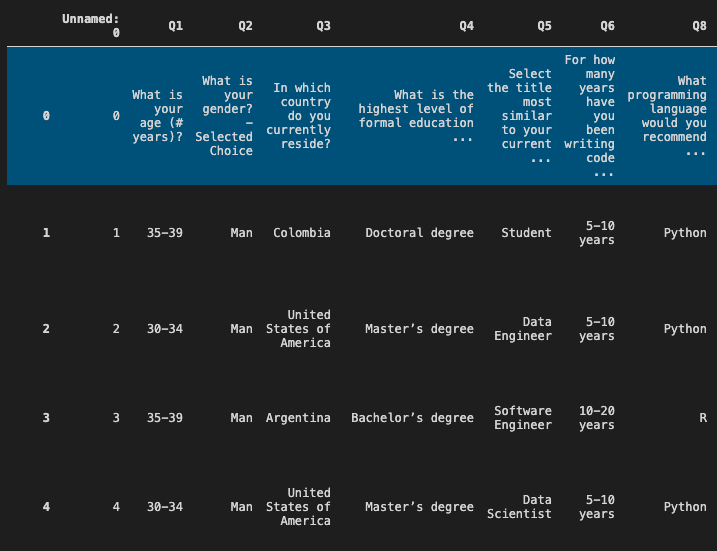 Unnamed: 0 Q1 Q2 Q3 Q4 Q5 Q6 Q8
0 0 What is your age (# years)? What is your gender? – Selected Choice In which country do you currently reside? What is the highest level of formal education ... Select the title most similar to your current ... For how many years have you been writing code ... What programming language would you recommend ...
1 1 35–39 Man Colombia Doctoral degree Student 5–10 years Python
2 2 30–34 Man United States of America Master’s degree Data Engineer 5–10 years Python
3 3 35–39 Man Argentina Bachelor’s degree Software Engineer 10–20 years R
4 4 30–34 Man United States of America Master’s degree Data Scientist 5–10 years Python